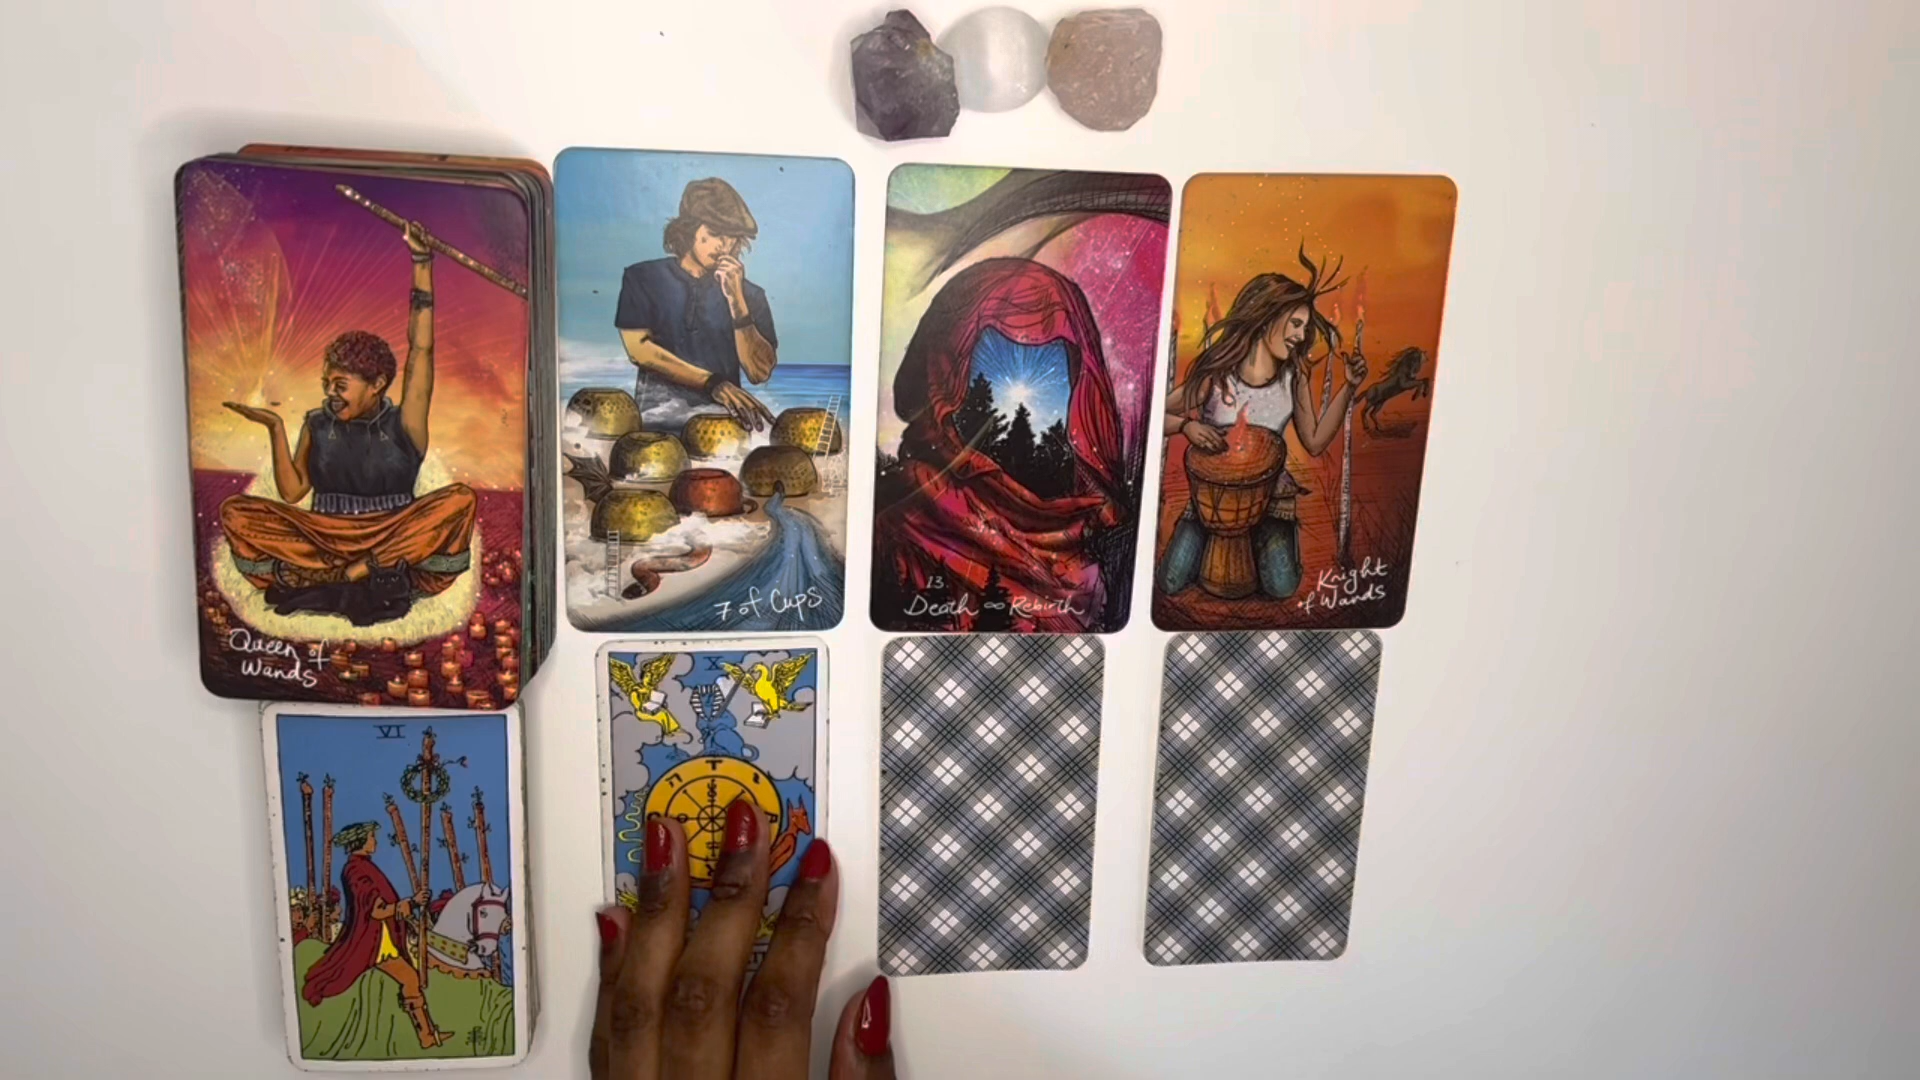 Queen of
Wands
7 of Cups
13.
Death ∞ Rebirth
Knight
of Wands
VI
X